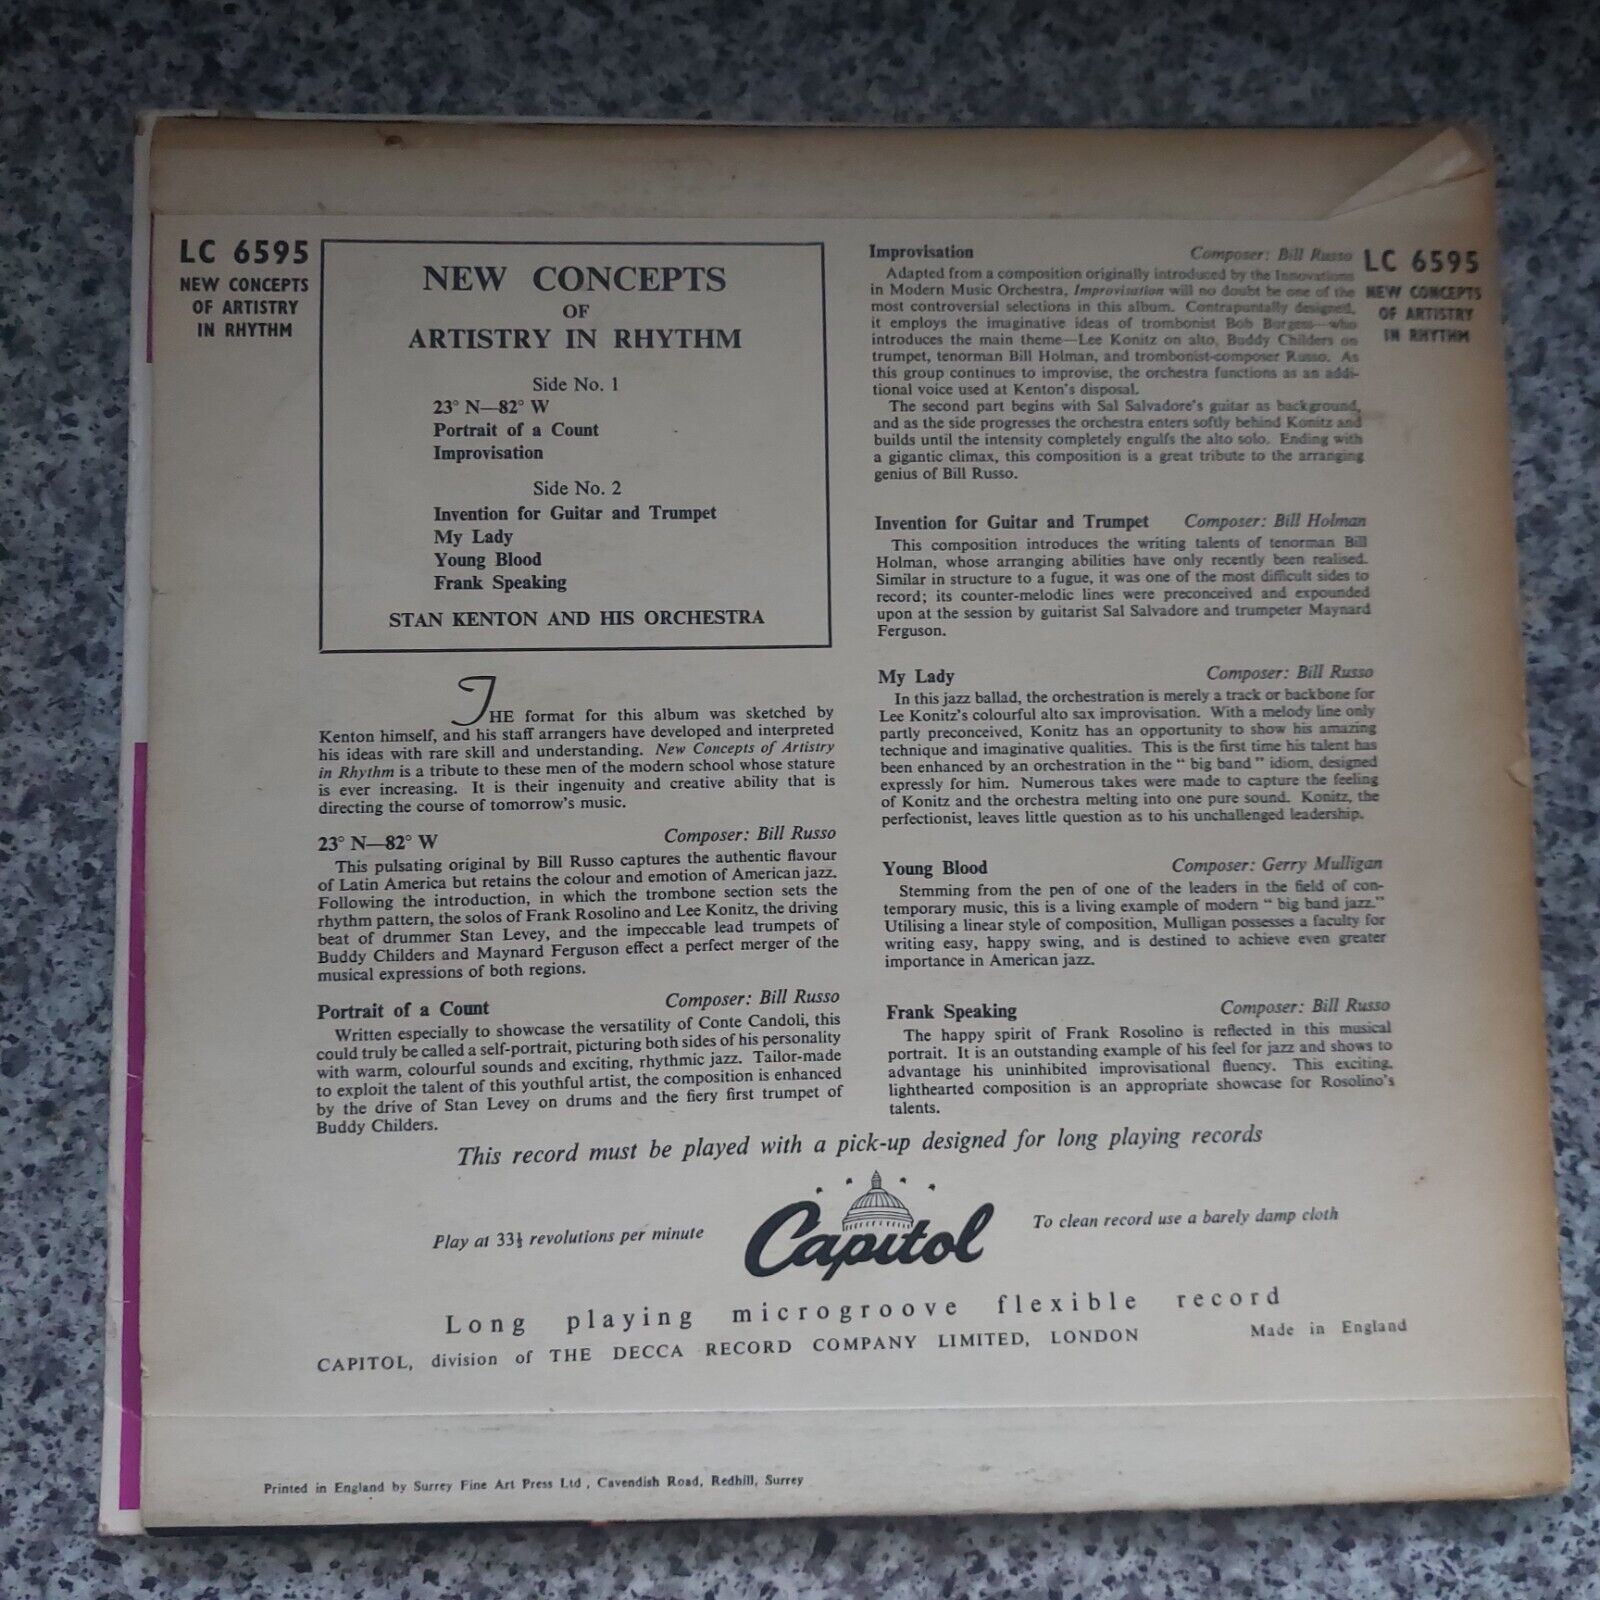 LC 6595
NEW CONCEPTS
OF ARTISTRY
IN RHYTHM
NEW CONCEPTS
OF
ARTISTRY IN RHYTHM
Side No. 1
23° N—82° W
Portrait of a Count
Improvisation
Side No. 2
Invention for Guitar and Trumpet
My Lady
Young Blood
Frank Speaking
STAN KENTON AND HIS ORCHESTRA
THE format for this album was sketched by
Kenton himself, and his staff arrangers have developed and interpreted
his ideas with rare skill and understanding. New Concepts of Artistry
in Rhythm is a tribute to these men of the modern school whose stature
is ever increasing. It is their ingenuity and creative ability that is
directing the course of tomorrow's music.
23° N—82° W Composer: Bill Russo
This pulsating original by Bill Russo captures the authentic flavour
of Latin America but retains the colour and emotion of American jazz.
Following the introduction, in which the trombone section sets the
rhythm pattern, the solos of Frank Rosolino and Lee Konitz, the driving
beat of drummer Stan Levey, and the impeccable lead trumpets of
Buddy Childers and Maynard Ferguson effect a perfect merger of the
musical expressions of both regions.
Portrait of a Count Composer: Bill Russo
Written especially to showcase the versatility of Conte Candoli, this
could truly be called a self-portrait, picturing both sides of his personality
with warm, colourful sounds and exciting, rhythmic jazz. Tailor-made
to exploit the talent of this youthful artist, the composition is enhanced
by the drive of Stan Levey on drums and the fiery first trumpet of
Buddy Childers.
Improvisation Composer: Bill Russo
Adapted from a composition originally introduced by the Innovations
in Modern Music Orchestra, Improvisation will no doubt be one of the
most controversial selections in this album. Contrapuntally designed,
it employs the imaginative ideas of trombonist Bob Burgess—who
introduces the main theme—Lee Konitz on alto, Buddy Childers on
trumpet, tenorman Bill Holman, and trombonist-composer Russo. As
this group continues to improvise, the orchestra functions as an addi-
tional voice used at Kenton's disposal.
The second part begins with Sal Salvadore's guitar as background,
and as the side progresses the orchestra enters softly behind Konitz and
builds until the intensity completely engulfs the alto solo. Ending with
a gigantic climax, this composition is a great tribute to the arranging
genius of Bill Russo.
Invention for Guitar and Trumpet Composer: Bill Holman
This composition introduces the writing talents of tenorman Bill
Holman, whose arranging abilities have only recently been realised.
Similar in structure to a fugue, it was one of the most difficult sides to
record; its counter-melodic lines were preconceived and expounded
upon at the session by guitarist Sal Salvadore and trumpeter Maynard
Ferguson.
My Lady Composer: Bill Russo
In this jazz ballad, the orchestration is merely a track or backbone for
Lee Konitz's colourful alto sax improvisation. With a melody line only
partly preconceived, Konitz has an opportunity to show his amazing
technique and imaginative qualities. This is the first time his talent has
been enhanced by an orchestration in the “ big band ” idiom, designed
expressly for him. Numerous takes were made to capture the feeling
of Konitz and the orchestra melting into one pure sound. Konitz, the
perfectionist, leaves little question as to his unchallenged leadership.
Young Blood Composer: Gerry Mulligan
Stemming from the pen of one of the leaders in the field of con-
temporary music, this is a living example of modern “ big band jazz.”
Utilising a linear style of composition, Mulligan possesses a faculty for
writing easy, happy swing, and is destined to achieve even greater
importance in American jazz.
Frank Speaking Composer: Bill Russo
The happy spirit of Frank Rosolino is reflected in this musical
portrait. It is an outstanding example of his feel for jazz and shows to
advantage his uninhibited improvisational fluency. This exciting,
lighthearted composition is an appropriate showcase for Rosolino's
talents.
LC 6595
NEW CONCEPTS
OF ARTISTRY
IN RHYTHM
This record must be played with a pick-up designed for long playing records
Play at 33⅓ revolutions per minute
Capitol
To clean record use a barely damp cloth
Long playing microgroove flexible record
CAPITOL, division of THE DECCA RECORD COMPANY LIMITED, LONDON
Made in England
Printed in England by Surrey Fine Art Press Ltd , Cavendish Road, Redhill, Surrey